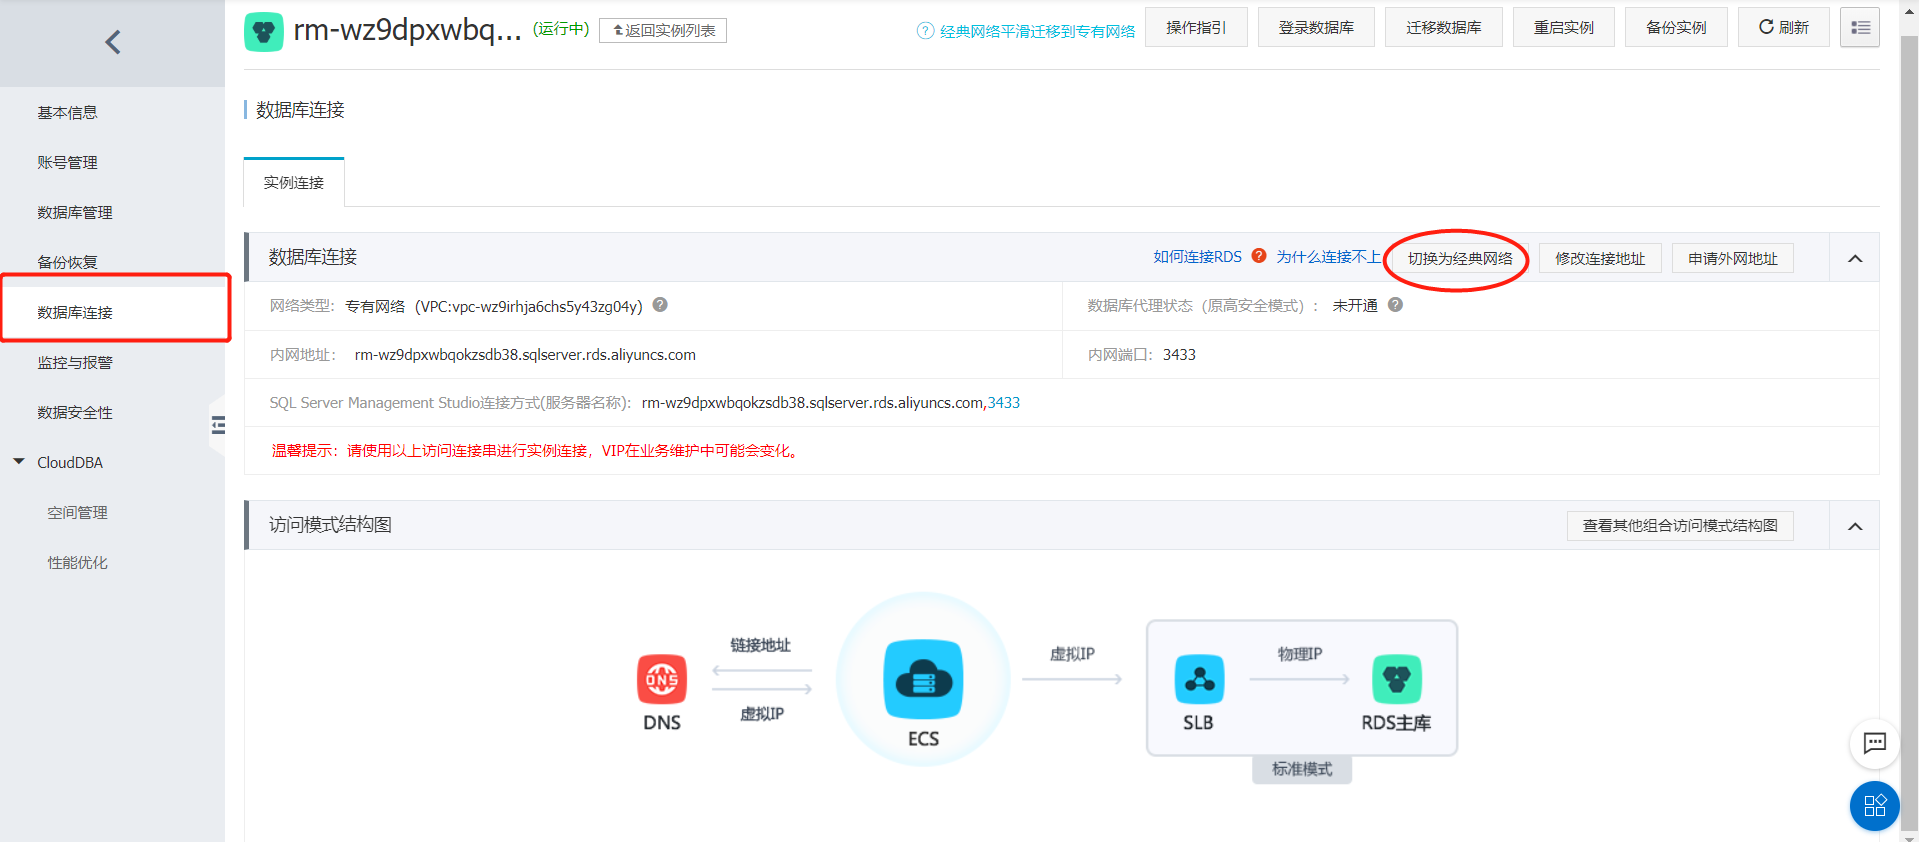 rm-wz9dpxwbq... (运行中) 返回实例列表 经典网络平滑迁移到专有网络 操作指引 登录数据库 迁移数据库 重启实例 备份实例 刷新
基本信息
账号管理
数据库管理
备份恢复
数据库连接
监控与报警
数据安全性
CloudDBA
空间管理
性能优化
数据库连接
实例连接
数据库连接 如何连接RDS ? 为什么连接不上 切换为经典网络 修改连接地址 申请外网地址
网络类型: 专有网络 (VPC:vpc-wz9irhja6chs5y43zg04y) ? 数据库代理状态（原高安全模式）： 未开通 ?
内网地址: rm-wz9dpxwbqokzsdb38.sqlserver.rds.aliyuncs.com 内网端口: 3433
SQL Server Management Studio连接方式(服务器名称): rm-wz9dpxwbqokzsdb38.sqlserver.rds.aliyuncs.com,3433
温馨提示：请使用以上访问连接串进行实例连接，VIP在业务维护中可能会变化。
访问模式结构图 查看其他组合访问模式结构图
链接地址
虚拟IP
DNS
ECS
虚拟IP
物理IP
SLB
RDS主库
标准模式